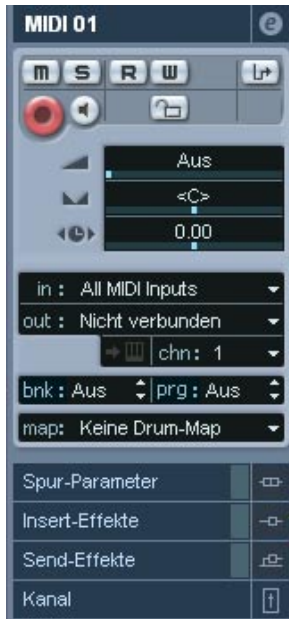 MIDI 01 e
m S R W
Aus
<C>
0.00
in : All MIDI Inputs
out : Nicht verbunden
chn: 1
bnk: Aus prg: Aus
map: Keine Drum-Map
Spur-Parameter
Insert-Effekte
Send-Effekte
Kanal